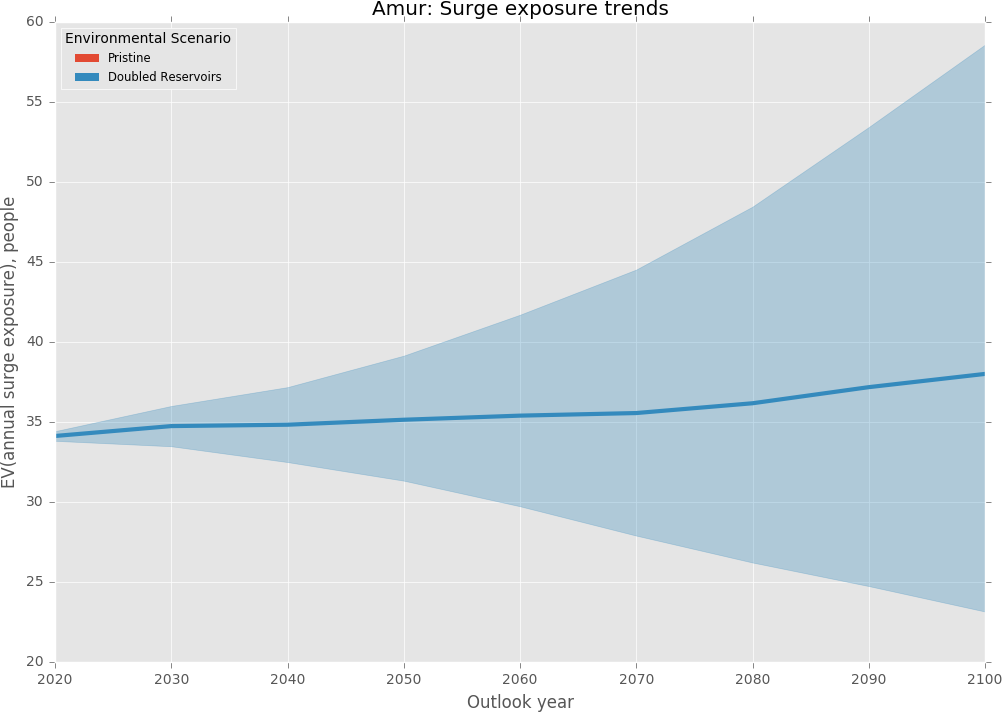 Amur: Surge exposure trends
60
55
50
45
40
35
30
25
20
EV(annual surge exposure), people
Environmental Scenario
Pristine
Doubled Reservoirs
2020 2030 2040 2050 2060 2070 2080 2090 2100
Outlook year